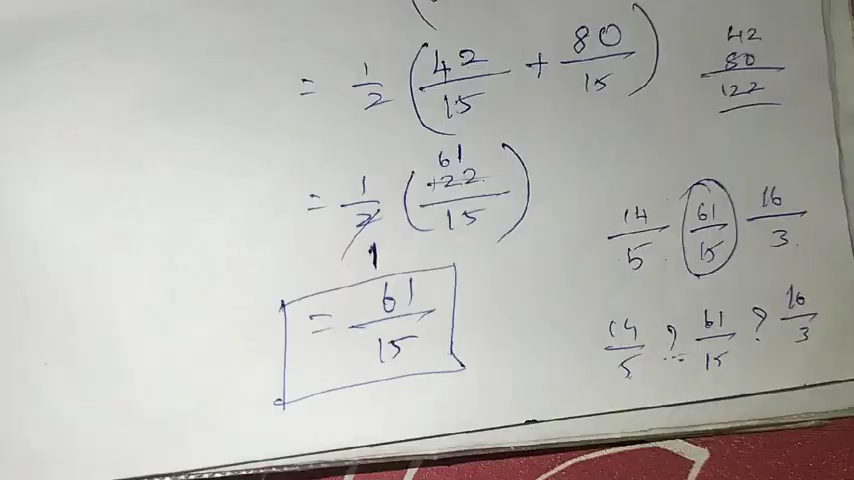 = 1/2 ( 42/15 + 80/15 )
42
80
122
= 1/2 ( 122/15 )
61
1
= 61/15
14/5 61/15 16/3
14/5 ? 61/15 ? 16/3